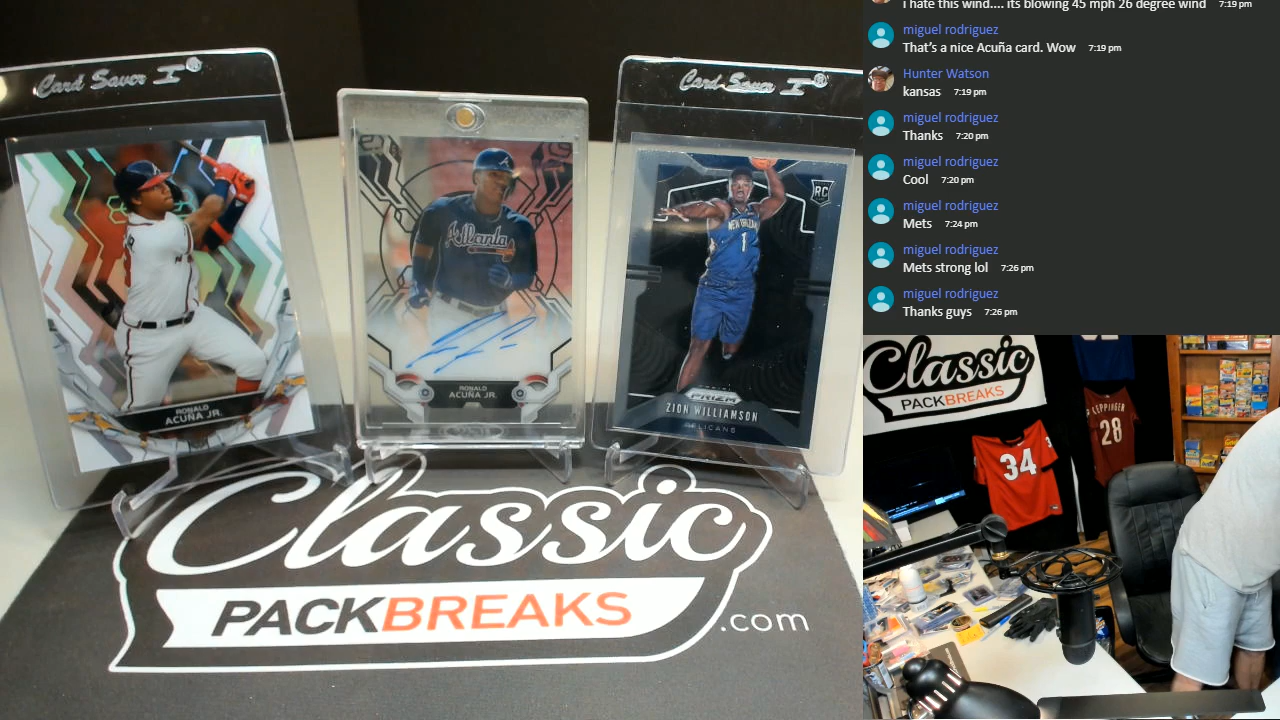 Card Saver I®
Card Saver I®
Atlanta
RC
NEW ORLEANS
1
RONALD
ACUÑA JR.
RONALD
ACUÑA JR.
PRIZM
ZION WILLIAMSON
PELICANS
Classic
PACKBREAKS
.com
i hate this wind.... its blowing 45 mph 26 degree wind 7:19 pm
miguel rodriguez
That's a nice Acuña card. Wow 7:19 pm
Hunter Watson
kansas 7:19 pm
miguel rodriguez
Thanks 7:20 pm
miguel rodriguez
Cool 7:20 pm
miguel rodriguez
Mets 7:24 pm
miguel rodriguez
Mets strong lol 7:26 pm
miguel rodriguez
Thanks guys 7:26 pm
Classic
PACKBREAKS
34
KEPPINGER
28